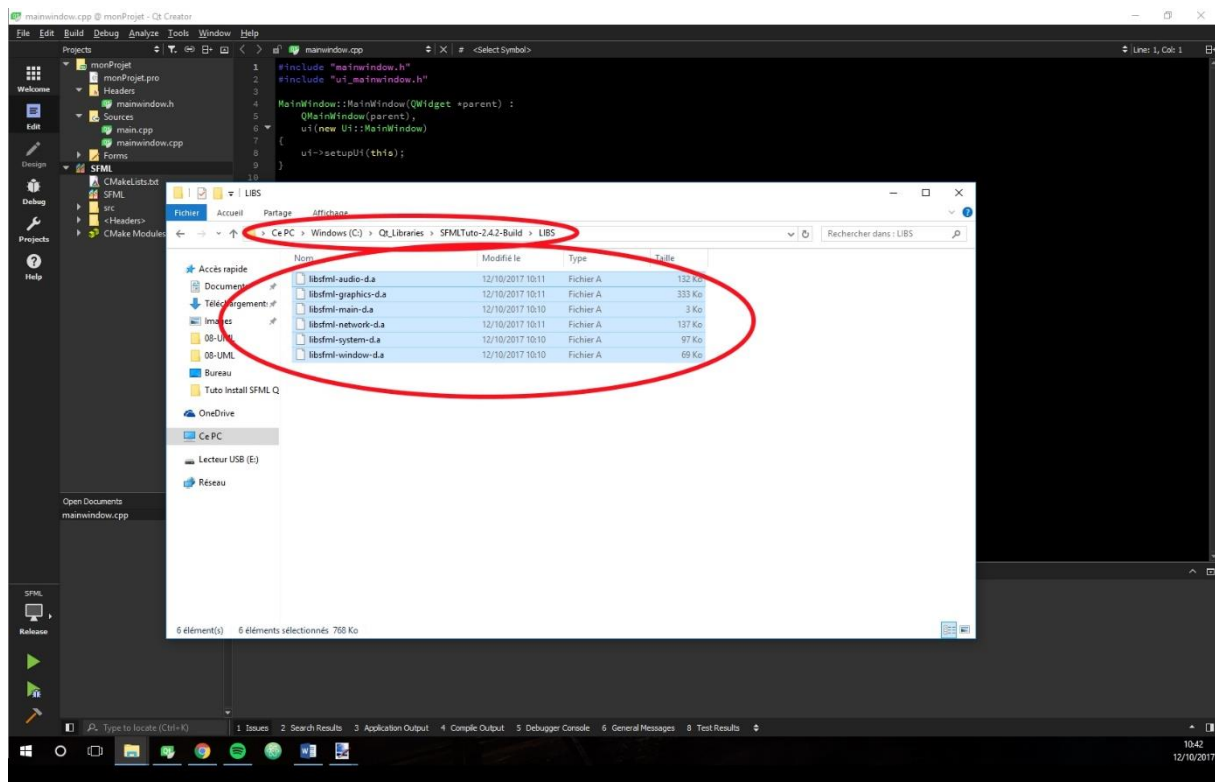 mainwindow.cpp @ monProjet - Qt Creator
File Edit Build Debug Analyze Tools Window Help
Projects
mainwindow.cpp
# <Select Symbol>
Line: 1, Col: 1
Welcome
Edit
Design
Debug
Projects
Help
monProjet
monProjet.pro
Headers
mainwindow.h
Sources
main.cpp
mainwindow.cpp
Forms
SFML
CMakeLists.txt
SFML
src
<Headers>
CMake Modules
1 #include "mainwindow.h"
2 #include "ui_mainwindow.h"
3
4 MainWindow::MainWindow(QWidget *parent) :
5 QMainWindow(parent),
6 ui(new Ui::MainWindow)
7 {
8 ui->setupUi(this);
9 }
10
LIBS
Fichier Accueil Partage Affichage
Ce PC > Windows (C:) > Qt_Libraries > SFMLTuto-2.4.2-Build > LIBS
Rechercher dans : LIBS
Nom Modifié le Type Taille
libsfml-audio-d.a 12/10/2017 10:11 Fichier A 132 Ko
libsfml-graphics-d.a 12/10/2017 10:11 Fichier A 333 Ko
libsfml-main-d.a 12/10/2017 10:10 Fichier A 3 Ko
libsfml-network-d.a 12/10/2017 10:11 Fichier A 137 Ko
libsfml-system-d.a 12/10/2017 10:10 Fichier A 97 Ko
libsfml-window-d.a 12/10/2017 10:10 Fichier A 69 Ko
Accès rapide
Documents
Téléchargements
Images
08-UML
08-UML
Bureau
Tuto Install SFML Q
OneDrive
Ce PC
Lecteur USB (E:)
Réseau
6 élément(s) 6 éléments sélectionnés 768 Ko
Open Documents
mainwindow.cpp
SFML
Release
Type to locate (Ctrl+K)
1 Issues 2 Search Results 3 Application Output 4 Compile Output 5 Debugger Console 6 General Messages 8 Test Results
10:42
12/10/2017